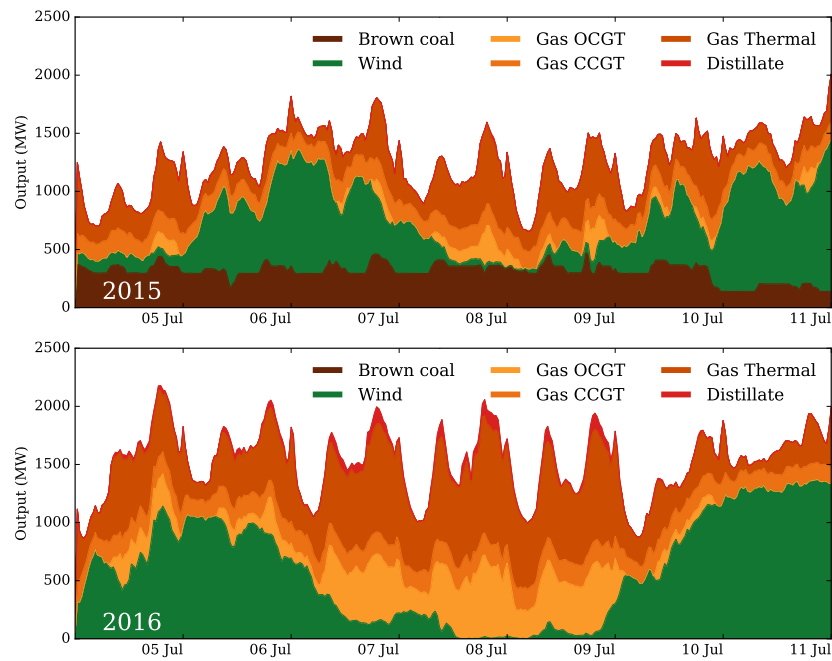 2500
2000
1500
1000
500
0
Output (MW)
Brown coal
Wind
Gas OCGT
Gas CCGT
Gas Thermal
Distillate
2015
05 Jul 06 Jul 07 Jul 08 Jul 09 Jul 10 Jul 11 Jul
2500
2000
1500
1000
500
0
Output (MW)
Brown coal
Wind
Gas OCGT
Gas CCGT
Gas Thermal
Distillate
2016
05 Jul 06 Jul 07 Jul 08 Jul 09 Jul 10 Jul 11 Jul